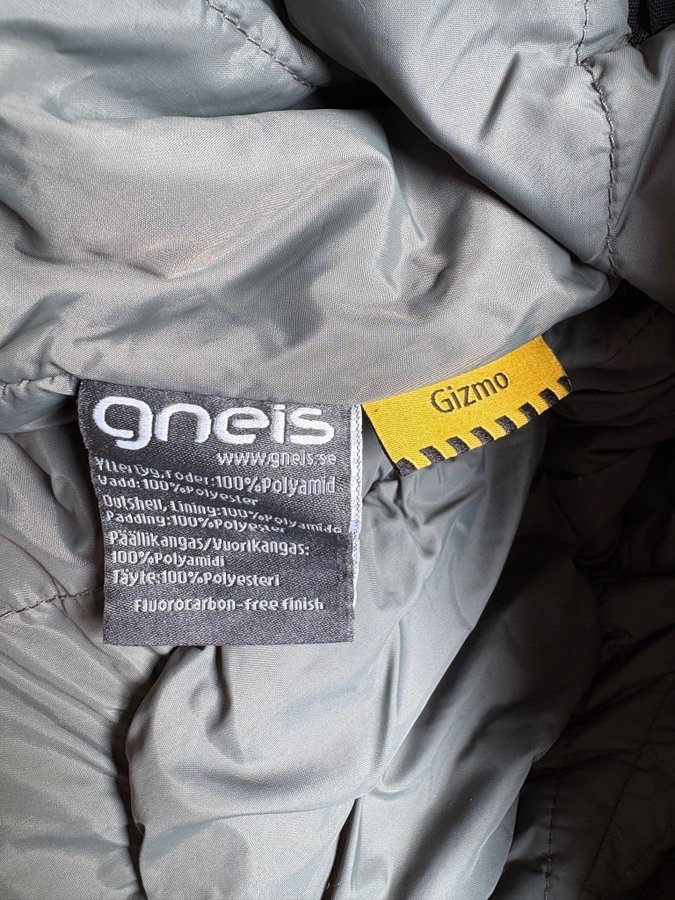 gneis
www.gneis.se
Yttertyg,Foder:100%Polyamid
Vadd:100%Polyester
Outshell, Lining:100%Polyamide
Padding:100%Polyester
Päällikangas/Vuorikangas:
100%Polyamidi
Täyte:100%Polyesteri
Fluorocarbon-free finish
Gizmo